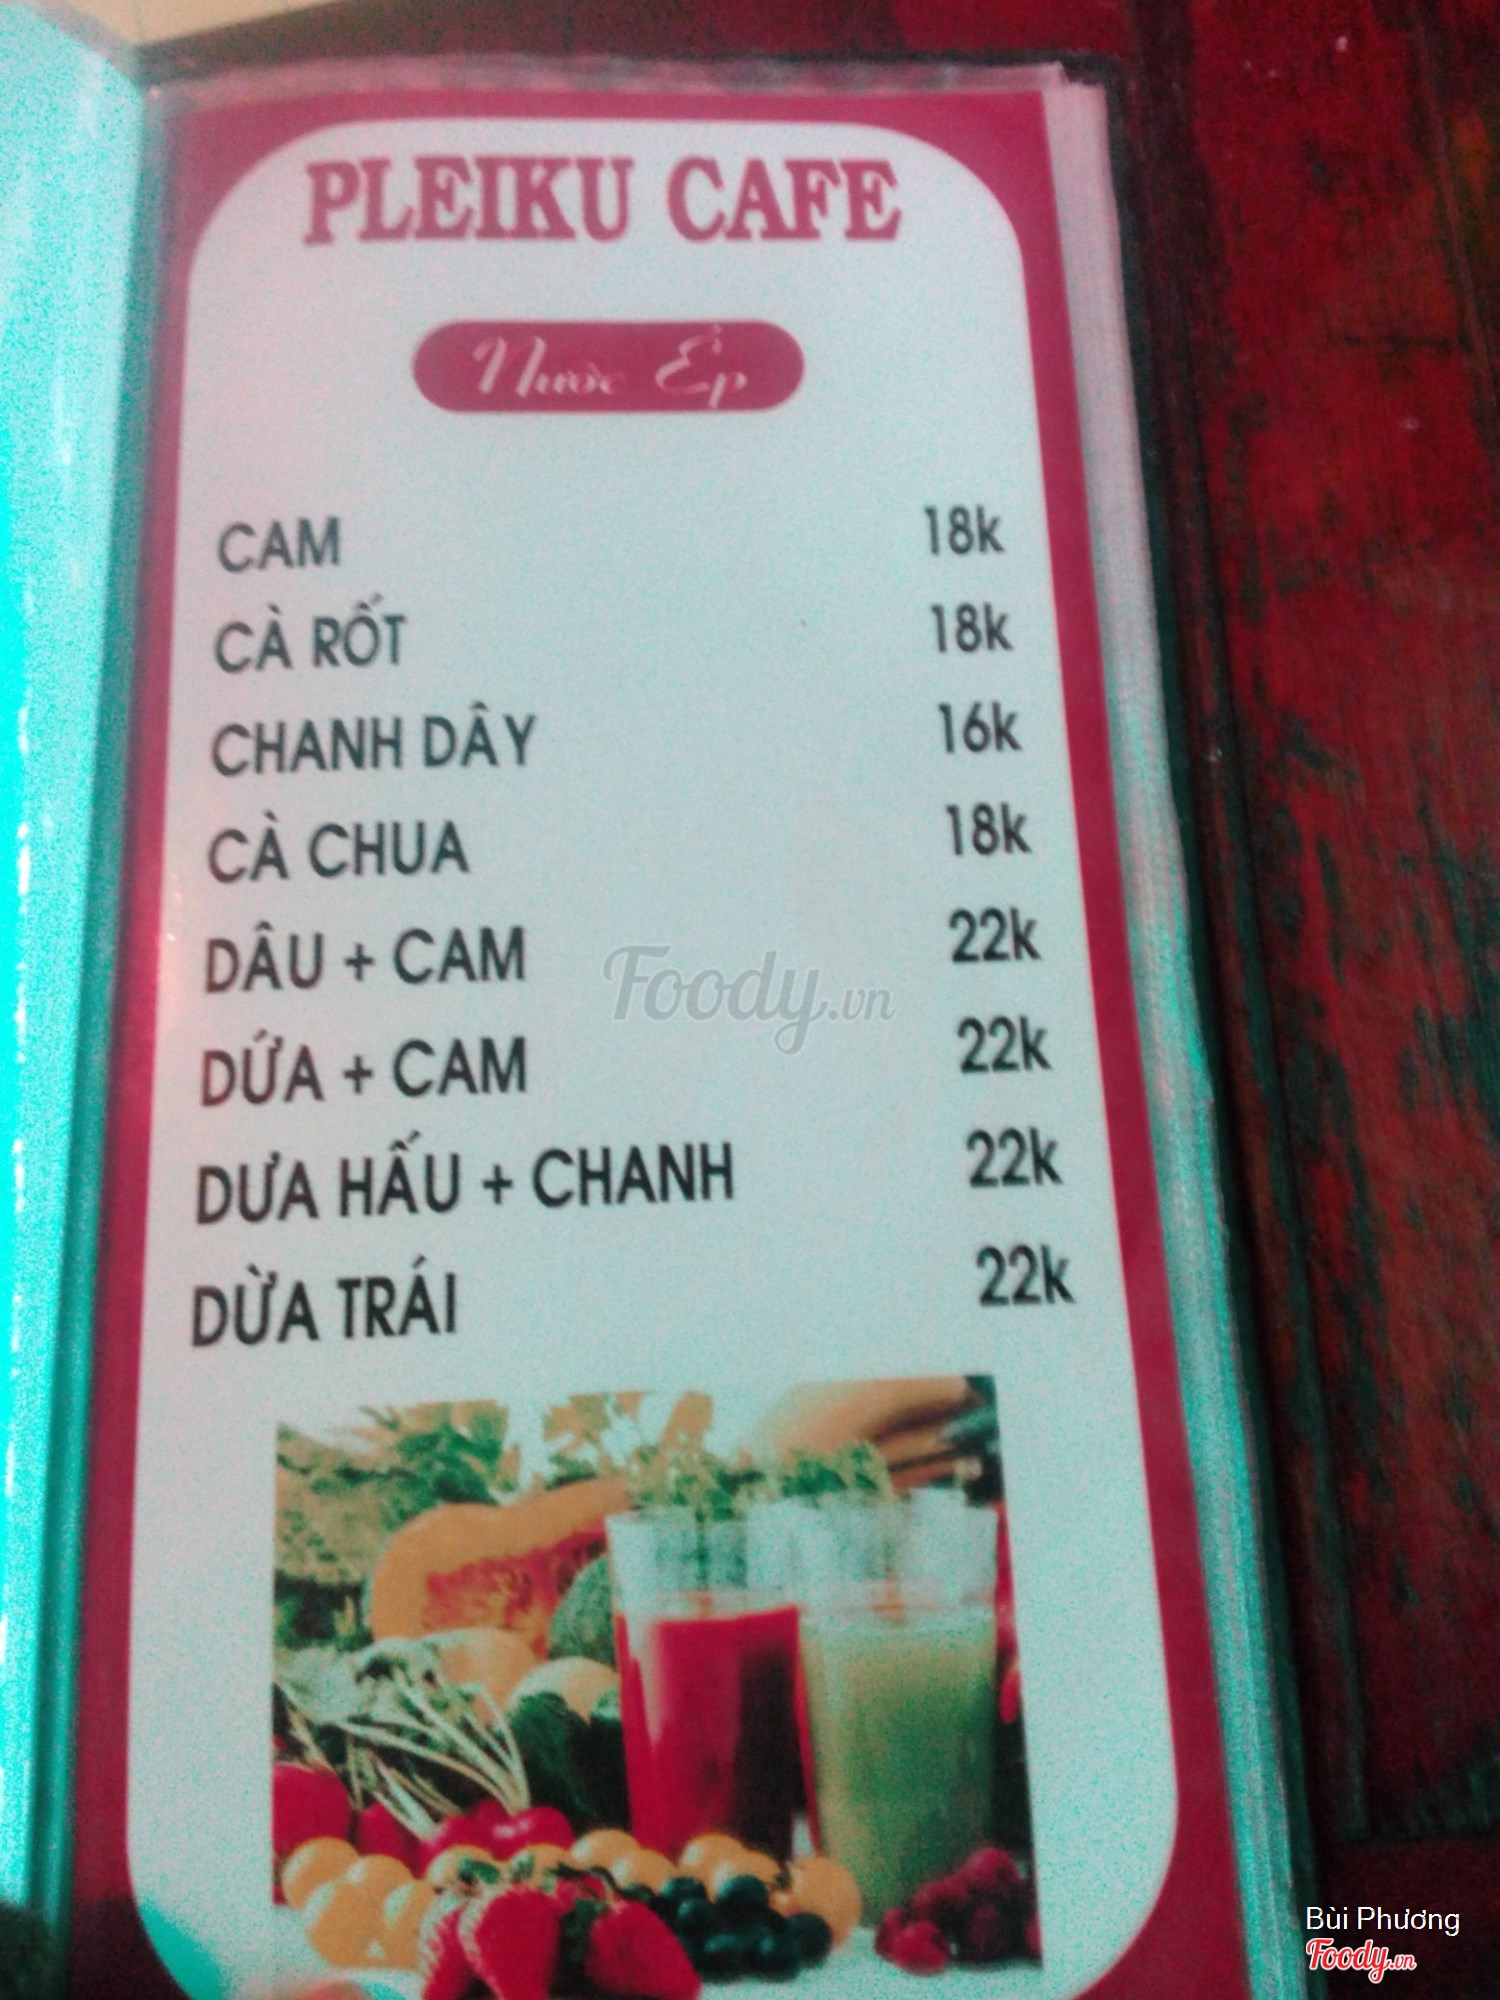 PLEIKU CAFE
Nước Ép
CAM 18k
CÀ RỐT 18k
CHANH DÂY 16k
CÀ CHUA 18k
DÂU + CAM 22k
Foody.vn
DỨA + CAM 22k
DƯA HẤU + CHANH 22k
DỪA TRÁI 22k
Bùi Phương
Foody.vn